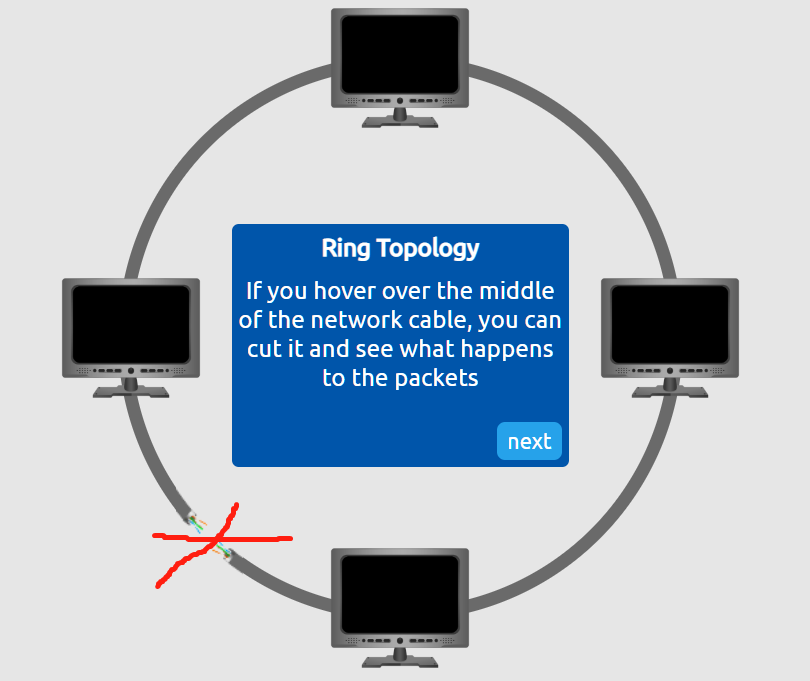 Ring Topology
If you hover over the middle
of the network cable, you can
cut it and see what happens
to the packets
next